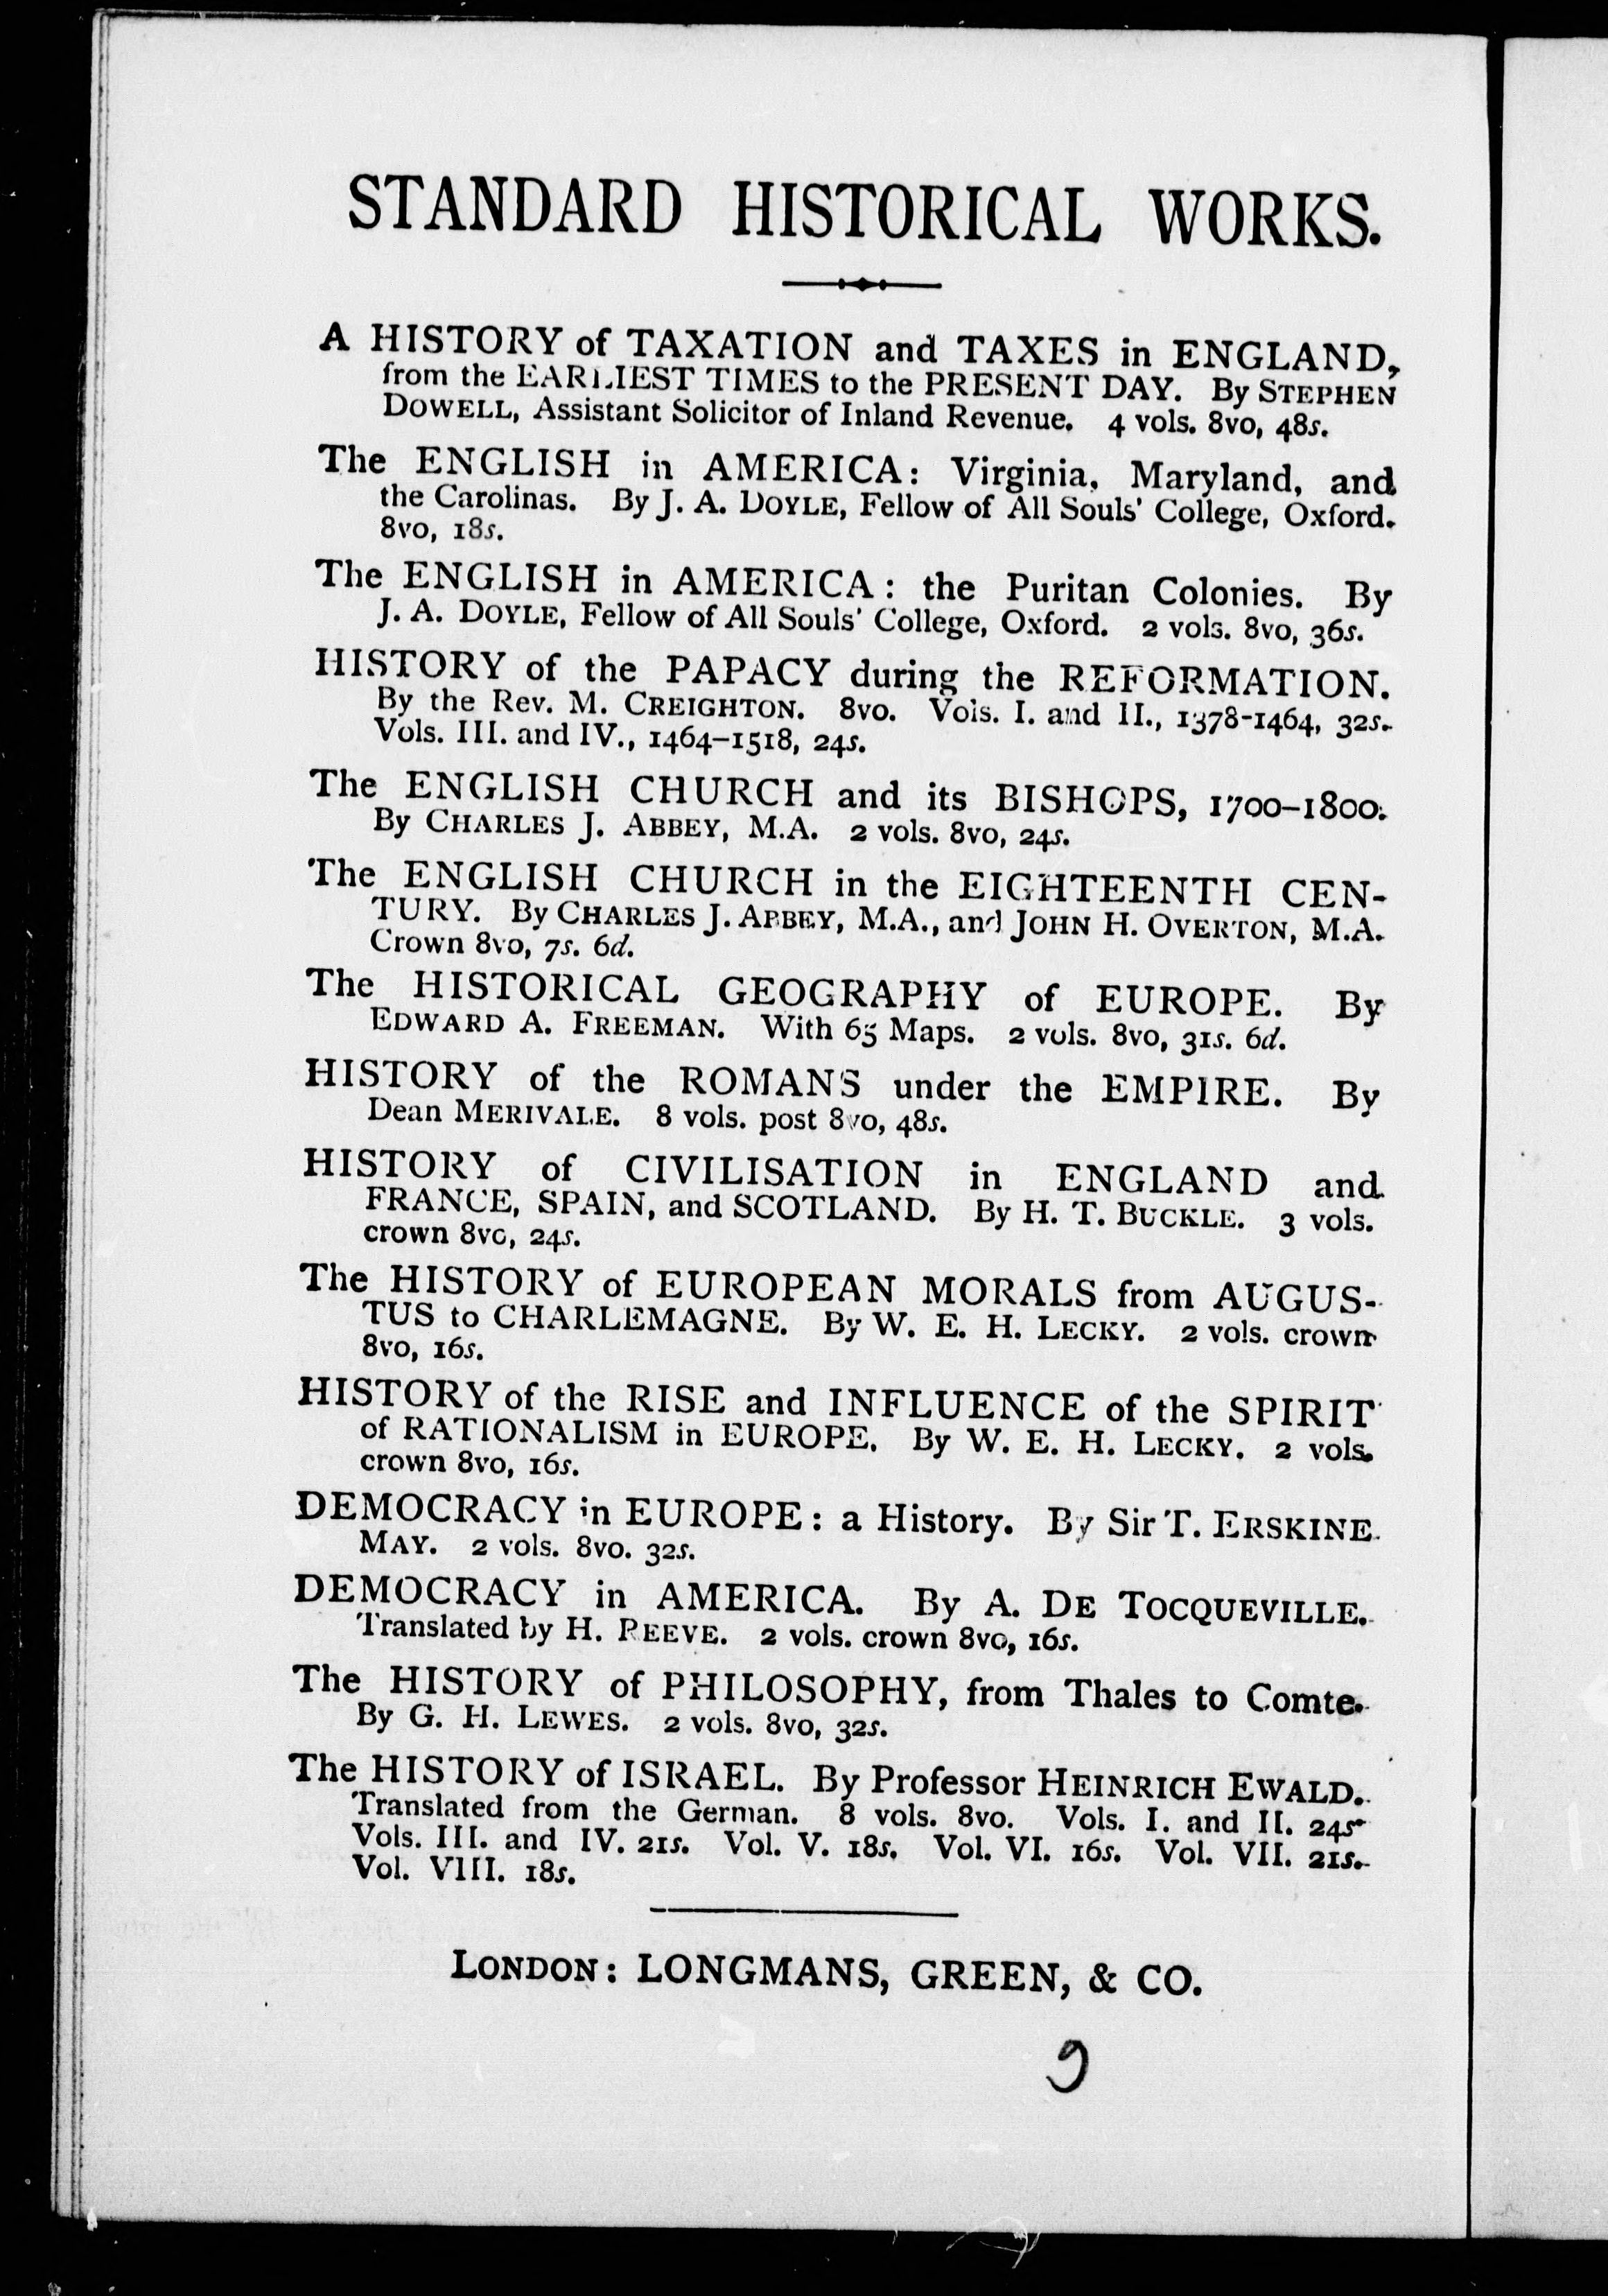 STANDARD HISTORICAL WORKS.
A HISTORY of TAXATION and TAXES in ENGLAND,
from the EARLIEST TIMES to the PRESENT DAY. By STEPHEN
DOWELL, Assistant Solicitor of Inland Revenue. 4 vols. 8vo, 48s.
The ENGLISH in AMERICA: Virginia, Maryland, and
the Carolinas. By J. A. DOYLE, Fellow of All Souls' College, Oxford.
8vo, 18s.
The ENGLISH in AMERICA: the Puritan Colonies. By
J. A. DOYLE, Fellow of All Souls' College, Oxford. 2 vols. 8vo, 36s.
HISTORY of the PAPACY during the REFORMATION.
By the Rev. M. CREIGHTON. 8vo. Vols. I. and II., 1378-1464, 32s.
Vols. III. and IV., 1464–1518, 24s.
The ENGLISH CHURCH and its BISHOPS, 1700–1800.
By CHARLES J. ABBEY, M.A. 2 vols. 8vo, 24s.
The ENGLISH CHURCH in the EIGHTEENTH CEN-
TURY. By CHARLES J. ABBEY, M.A., and JOHN H. OVERTON, M.A.
Crown 8vo, 7s. 6d.
The HISTORICAL GEOGRAPHY of EUROPE. By
EDWARD A. FREEMAN. With 65 Maps. 2 vols. 8vo, 31s. 6d.
HISTORY of the ROMANS under the EMPIRE. By
Dean MERIVALE. 8 vols. post 8vo, 48s.
HISTORY of CIVILISATION in ENGLAND and
FRANCE, SPAIN, and SCOTLAND. By H. T. BUCKLE. 3 vols.
crown 8vo, 24s.
The HISTORY of EUROPEAN MORALS from AUGUS-
TUS to CHARLEMAGNE. By W. E. H. LECKY. 2 vols. crown
8vo, 16s.
HISTORY of the RISE and INFLUENCE of the SPIRIT
of RATIONALISM in EUROPE. By W. E. H. LECKY. 2 vols.
crown 8vo, 16s.
DEMOCRACY in EUROPE: a History. By Sir T. ERSKINE
MAY. 2 vols. 8vo. 32s.
DEMOCRACY in AMERICA. By A. DE TOCQUEVILLE.
Translated by H. REEVE. 2 vols. crown 8vo, 16s.
The HISTORY of PHILOSOPHY, from Thales to Comte.
By G. H. LEWES. 2 vols. 8vo, 32s.
The HISTORY of ISRAEL. By Professor HEINRICH EWALD.
Translated from the German. 8 vols. 8vo. Vols. I. and II. 24s.
Vols. III. and IV. 21s. Vol. V. 18s. Vol. VI. 16s. Vol. VII. 21s.
Vol. VIII. 18s.
LONDON: LONGMANS, GREEN, & CO.